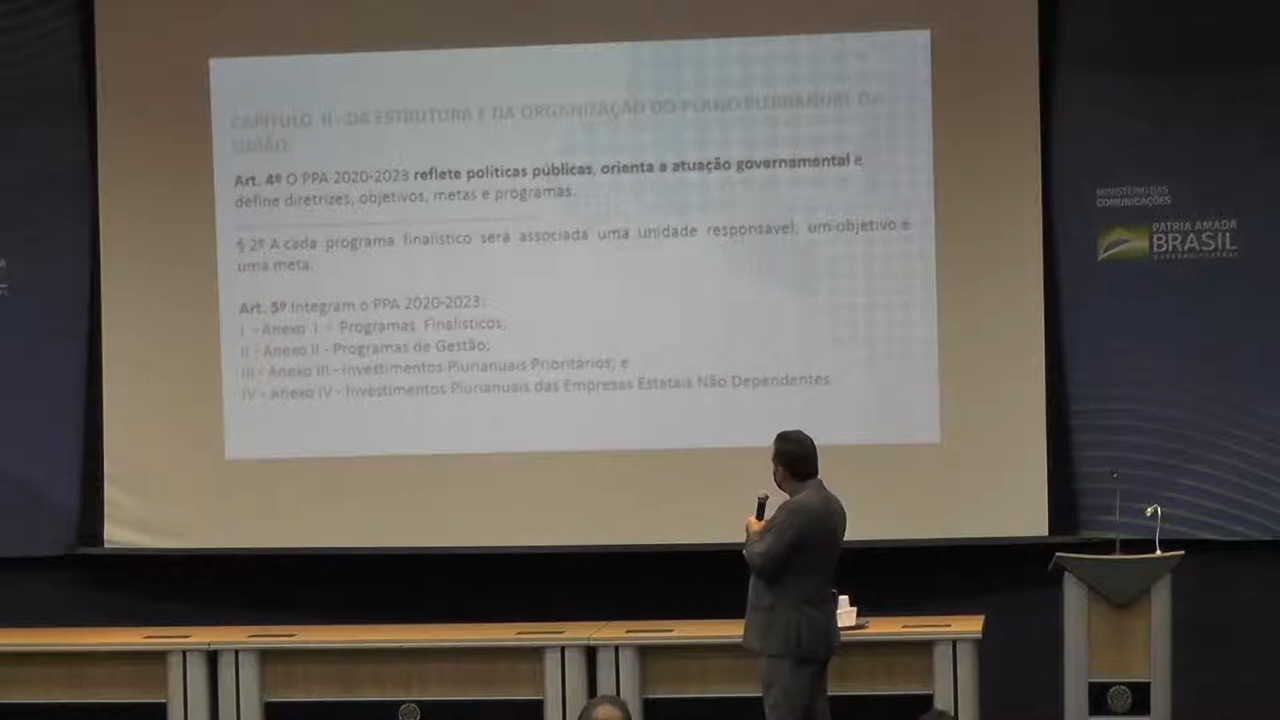 CAPÍTULO II - DA ESTRUTURA E DA ORGANIZAÇÃO DO PLANO PLURIANUAL DA
UNIÃO
Art. 4º O PPA 2020-2023 reflete políticas públicas, orienta a atuação governamental e
define diretrizes, objetivos, metas e programas.
§ 2º A cada programa finalístico será associada uma unidade responsável, um objetivo e
uma meta.
Art. 5º Integram o PPA 2020-2023:
I - Anexo I - Programas Finalísticos;
II - Anexo II - Programas de Gestão;
III - Anexo III - Investimentos Plurianuais Prioritários; e
IV - Anexo IV - Investimentos Plurianuais das Empresas Estatais Não Dependentes
MINISTÉRIO DAS
COMUNICAÇÕES
PÁTRIA AMADA
BRASIL